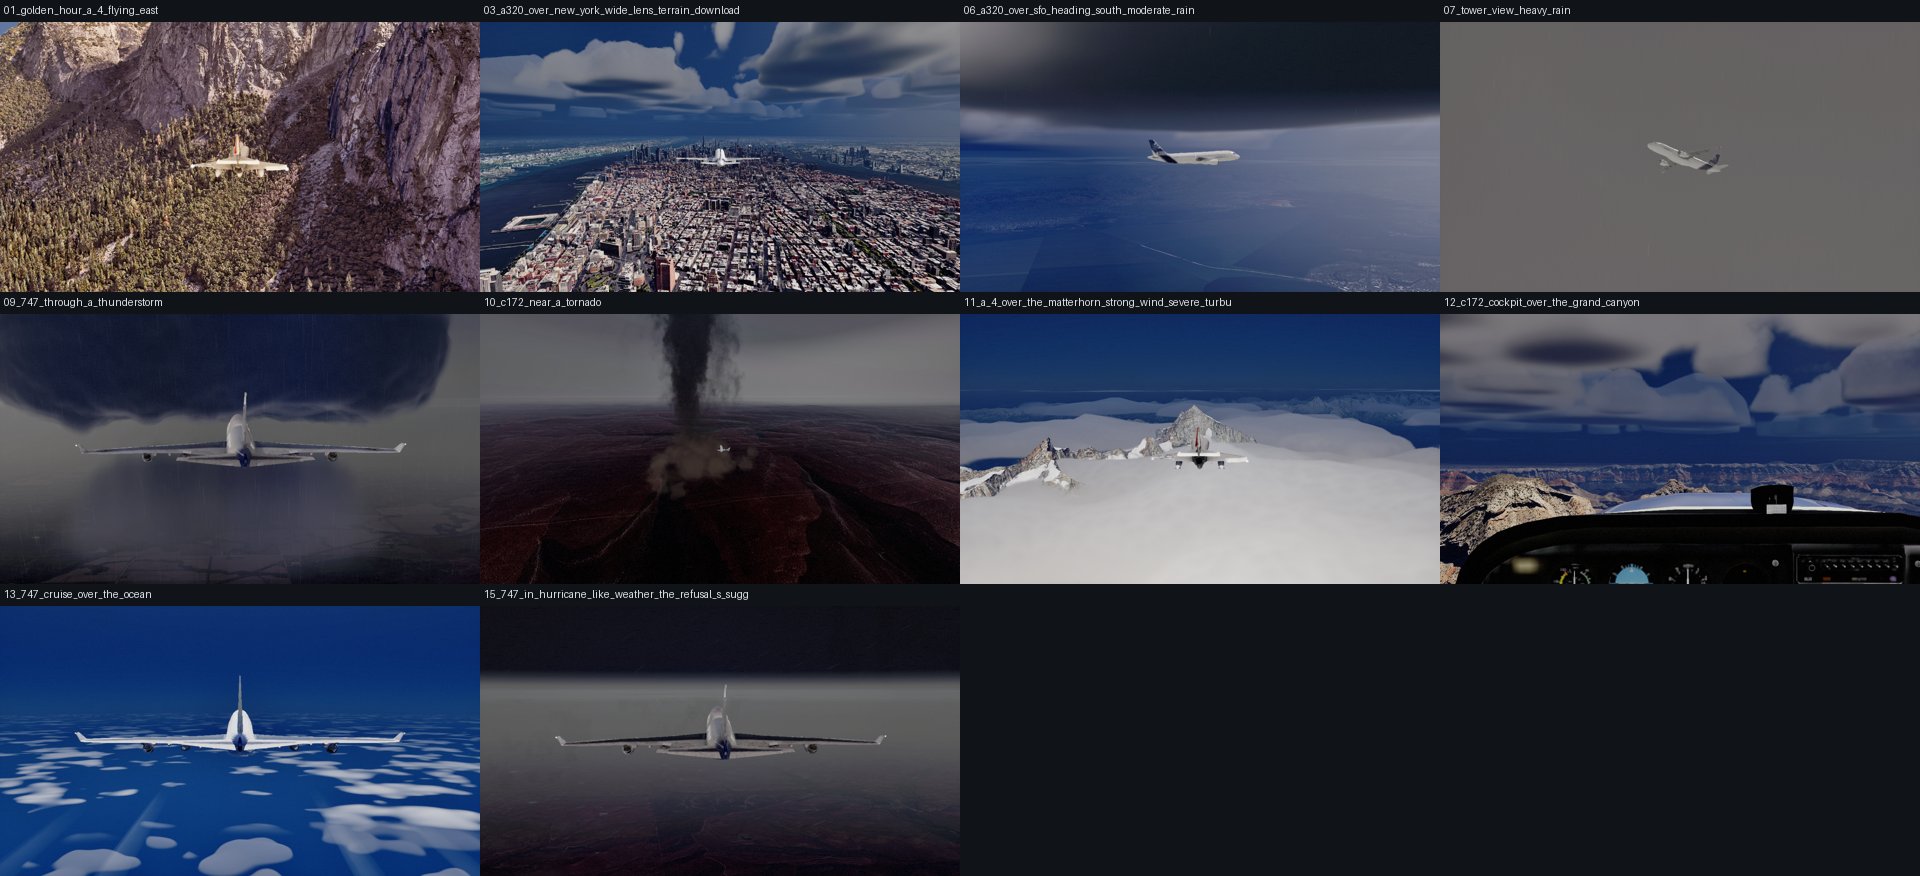 01_golden_hour_a_4_flying_east
03_a320_over_new_york_wide_lens_terrain_download
06_a320_over_sfo_heading_south_moderate_rain
07_tower_view_heavy_rain
09_747_through_a_thunderstorm
10_c172_near_a_tornado
11_a_4_over_the_matterhorn_strong_wind_severe_turbu
12_c172_cockpit_over_the_grand_canyon
13_747_cruise_over_the_ocean
15_747_in_hurricane_like_weather_the_refusal_s_sugg